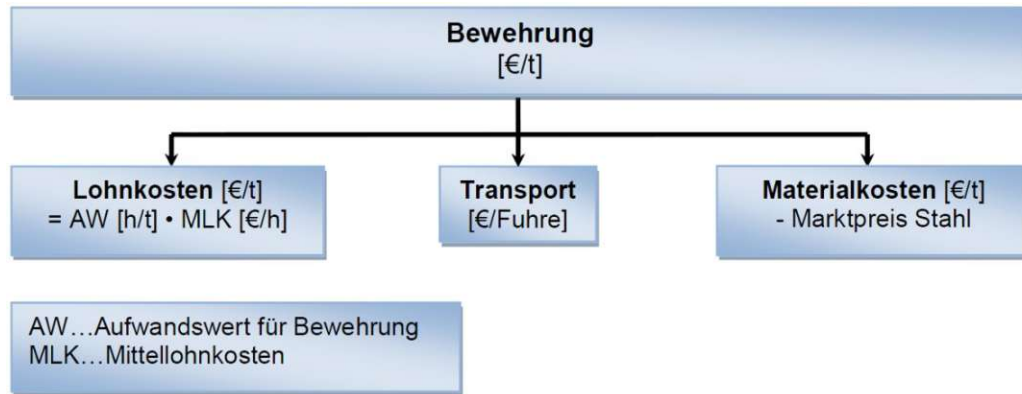 Bewehrung
[€/t]
Lohnkosten [€/t]
= AW [h/t] • MLK [€/h]
Transport
[€/Fuhre]
Materialkosten [€/t]
- Marktpreis Stahl
AW…Aufwandswert für Bewehrung
MLK…Mittellohnkosten